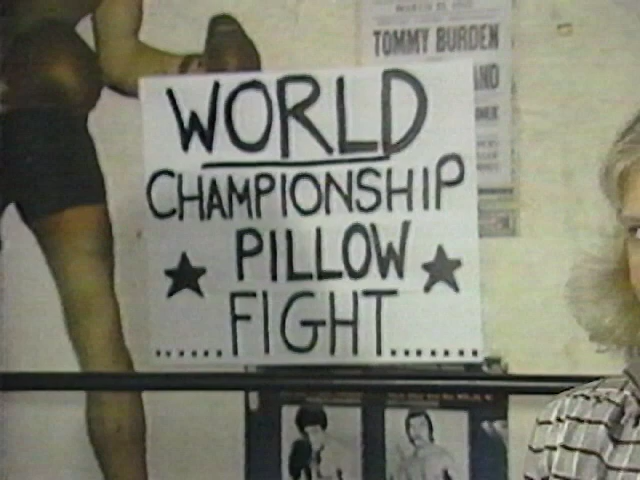 TOMMY BURDEN
WORLD
CHAMPIONSHIP
★ PILLOW ★
FIGHT